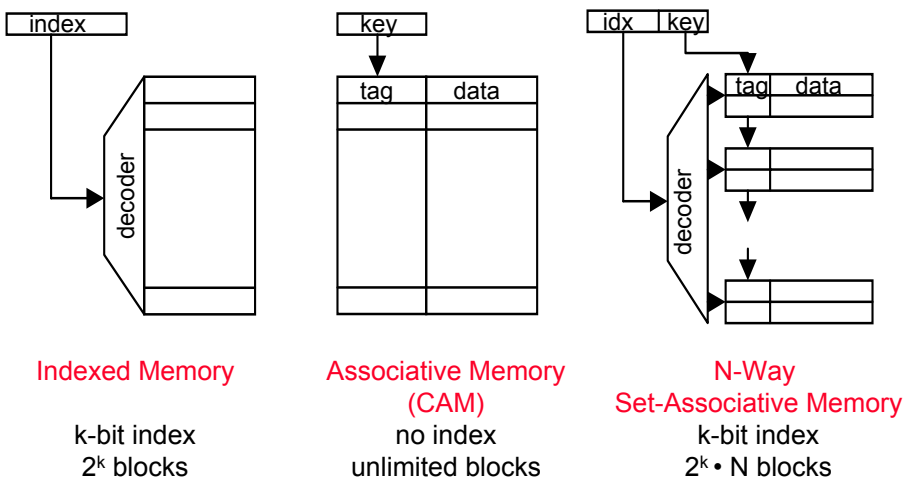 index
decoder
Indexed Memory
k-bit index
2ᵏ blocks
key
tag data
Associative Memory
(CAM)
no index
unlimited blocks
idx key
tag data
decoder
N-Way
Set-Associative Memory
k-bit index
2ᵏ • N blocks